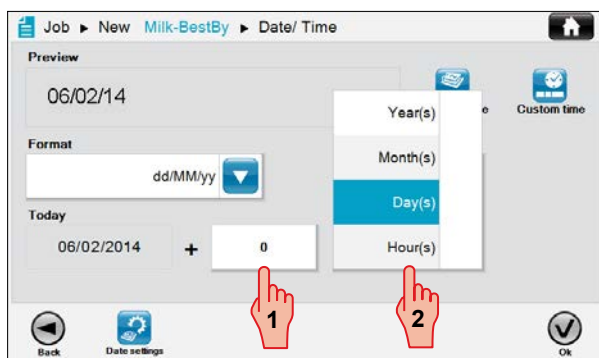 Job ▶ New Milk-BestBy ▶ Date/ Time
Preview
06/02/14
Custom time
Year(s)
Month(s)
Day(s)
Hour(s)
Format
dd/MM/yy
Today
06/02/2014 + 0
1
2
Back
Date settings
Ok